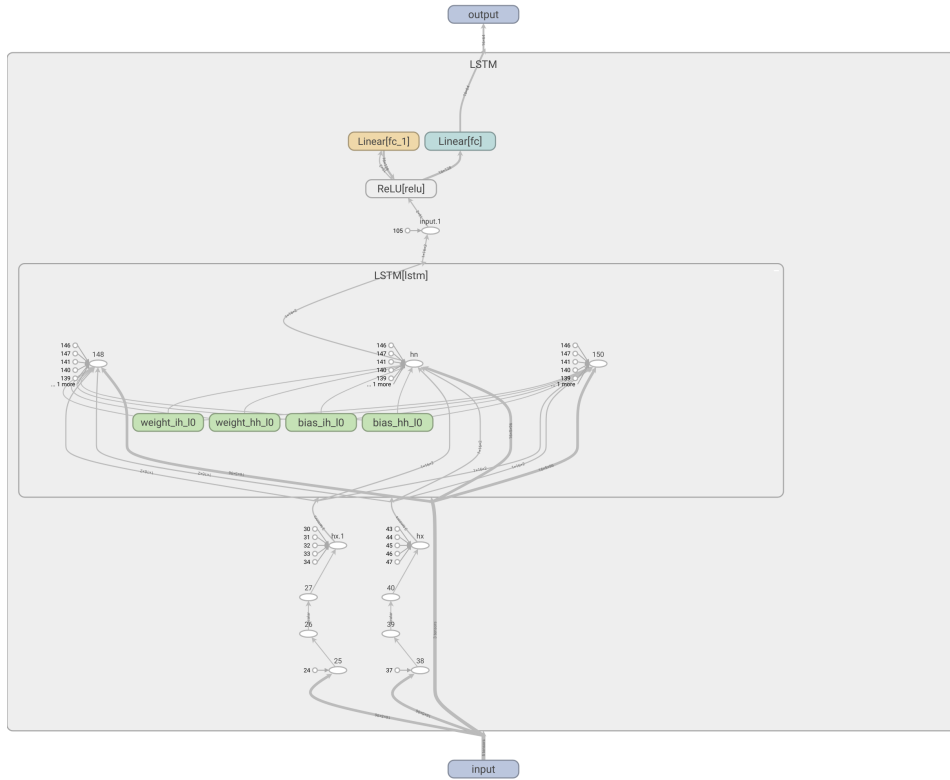 output
LSTM
Linear[fc_1]
Linear[fc]
ReLU[relu]
input.1
105
LSTM[lstm]
146
147
141
140
139
... 1 more
148
146
147
141
140
139
... 1 more
hn
146
147
141
140
139
... 1 more
150
weight_ih_l0
weight_hh_l0
bias_ih_l0
bias_hh_l0
30
31
32
33
34
hx.1
43
44
45
46
47
hx
27
40
26
39
25
24
38
37
input